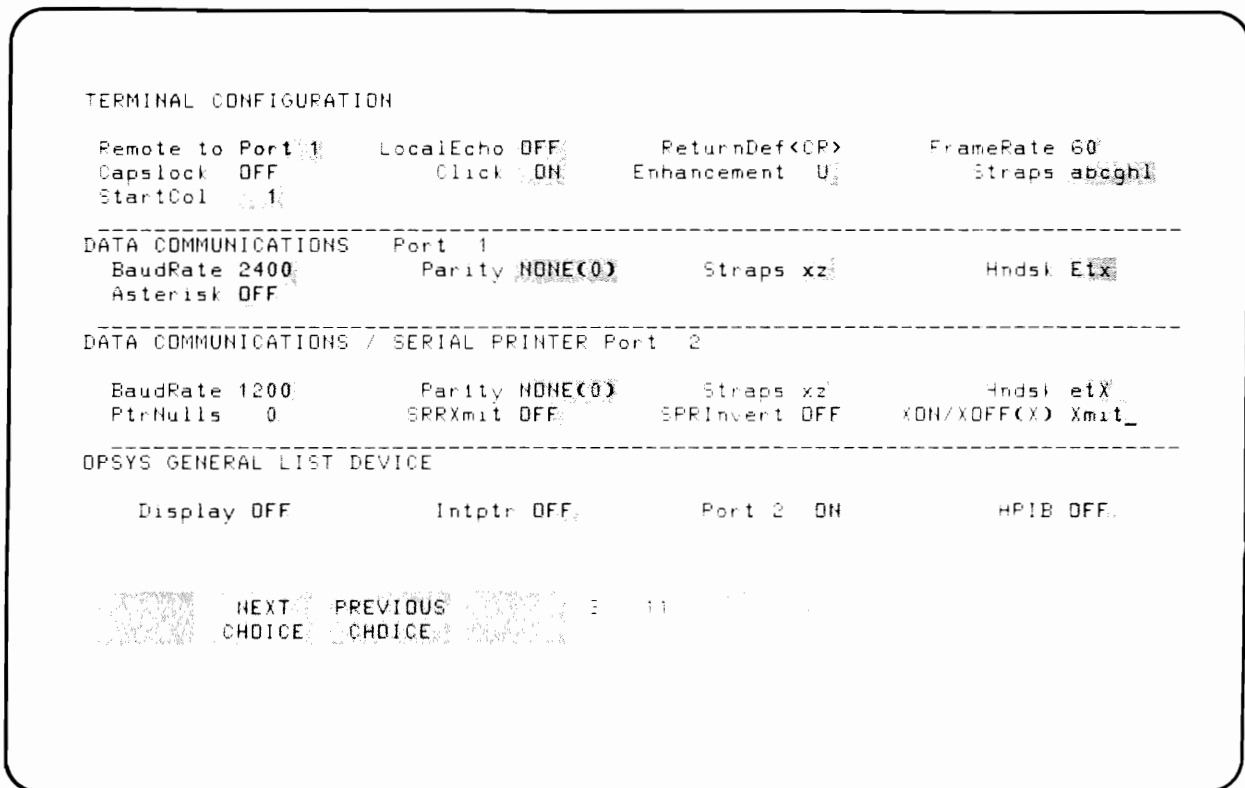 TERMINAL CONFIGURATION
Remote to Port 1 LocalEcho OFF ReturnDef<CR> FrameRate 60
Capslock OFF Click ON Enhancement U Straps abcghl
StartCol 1
DATA COMMUNICATIONS Port 1
BaudRate 2400 Parity NONE(0) Straps xz Hndsk Etx
Asterisk OFF
DATA COMMUNICATIONS / SERIAL PRINTER Port 2
BaudRate 1200 Parity NONE(0) Straps xz Hndsk etX
PtrNulls 0 SRRXmit OFF SPRInvert OFF XON/XOFF(X) Xmit_
OPSYS GENERAL LIST DEVICE
Display OFF Intptr OFF Port 2 ON HPIB OFF
NEXT PREVIOUS 11
CHOICE CHOICE